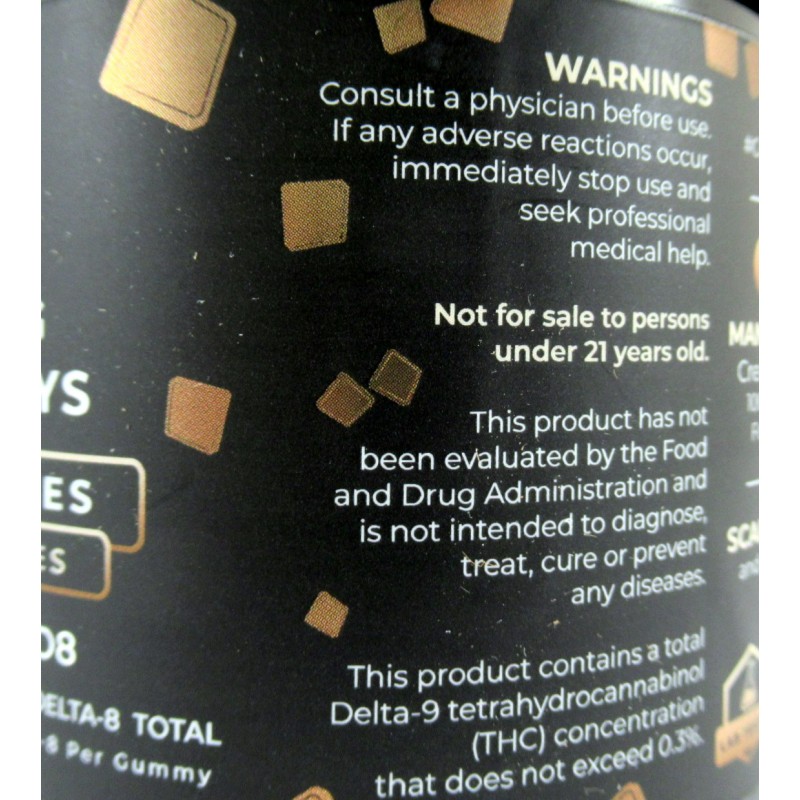 WARNINGS
Consult a physician before use.
If any adverse reactions occur,
immediately stop use and
seek professional
medical help.
Not for sale to persons
under 21 years old.
This product has not
been evaluated by the Food
and Drug Administration and
is not intended to diagnose,
treat, cure or prevent
any diseases.
This product contains a total
Delta-9 tetrahydrocannabinol
(THC) concentration
that does not exceed 0.3%.
YS
ES
ES
D8
DELTA-8 TOTAL
-8 Per Gummy